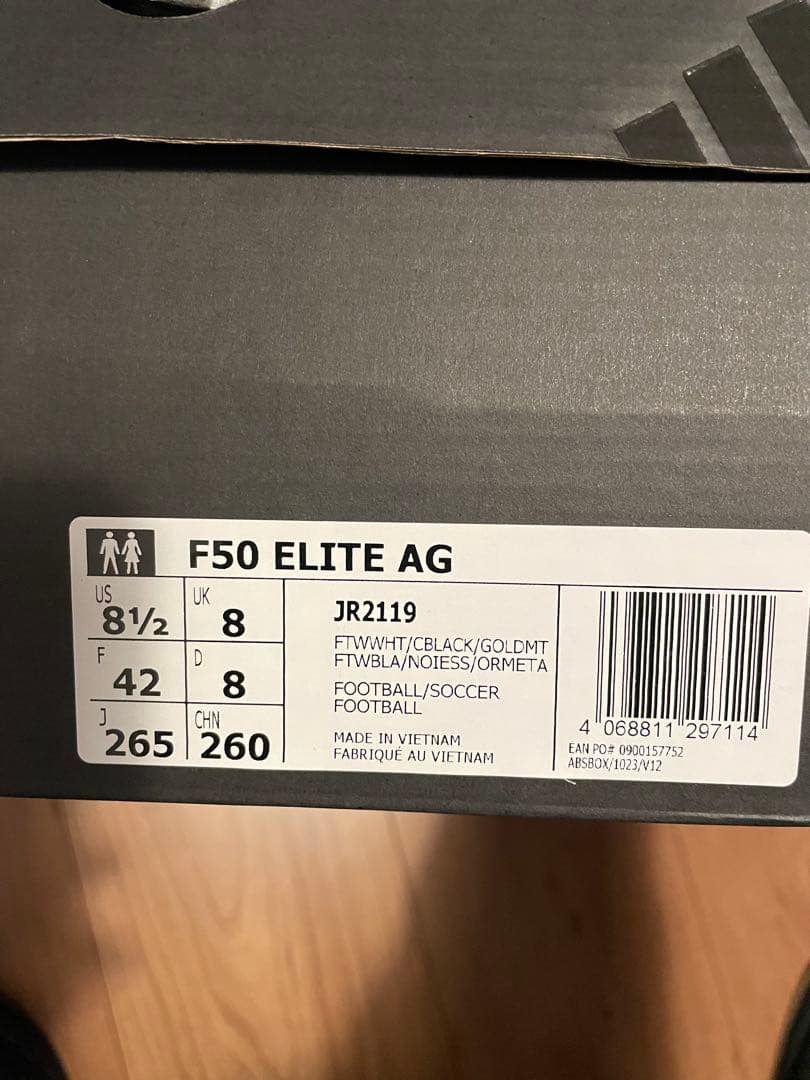 F50 ELITE AG
US 8½
UK 8
F 42
D 8
J 265
CHN 260
JR2119
FTWWHT/CBLACK/GOLDMT
FTWBLA/NOIESS/ORMETA
FOOTBALL/SOCCER
FOOTBALL
MADE IN VIETNAM
FABRIQUÉ AU VIETNAM
4 068811 297114
EAN PO# 0900157752
ABSBOX/1023/V12